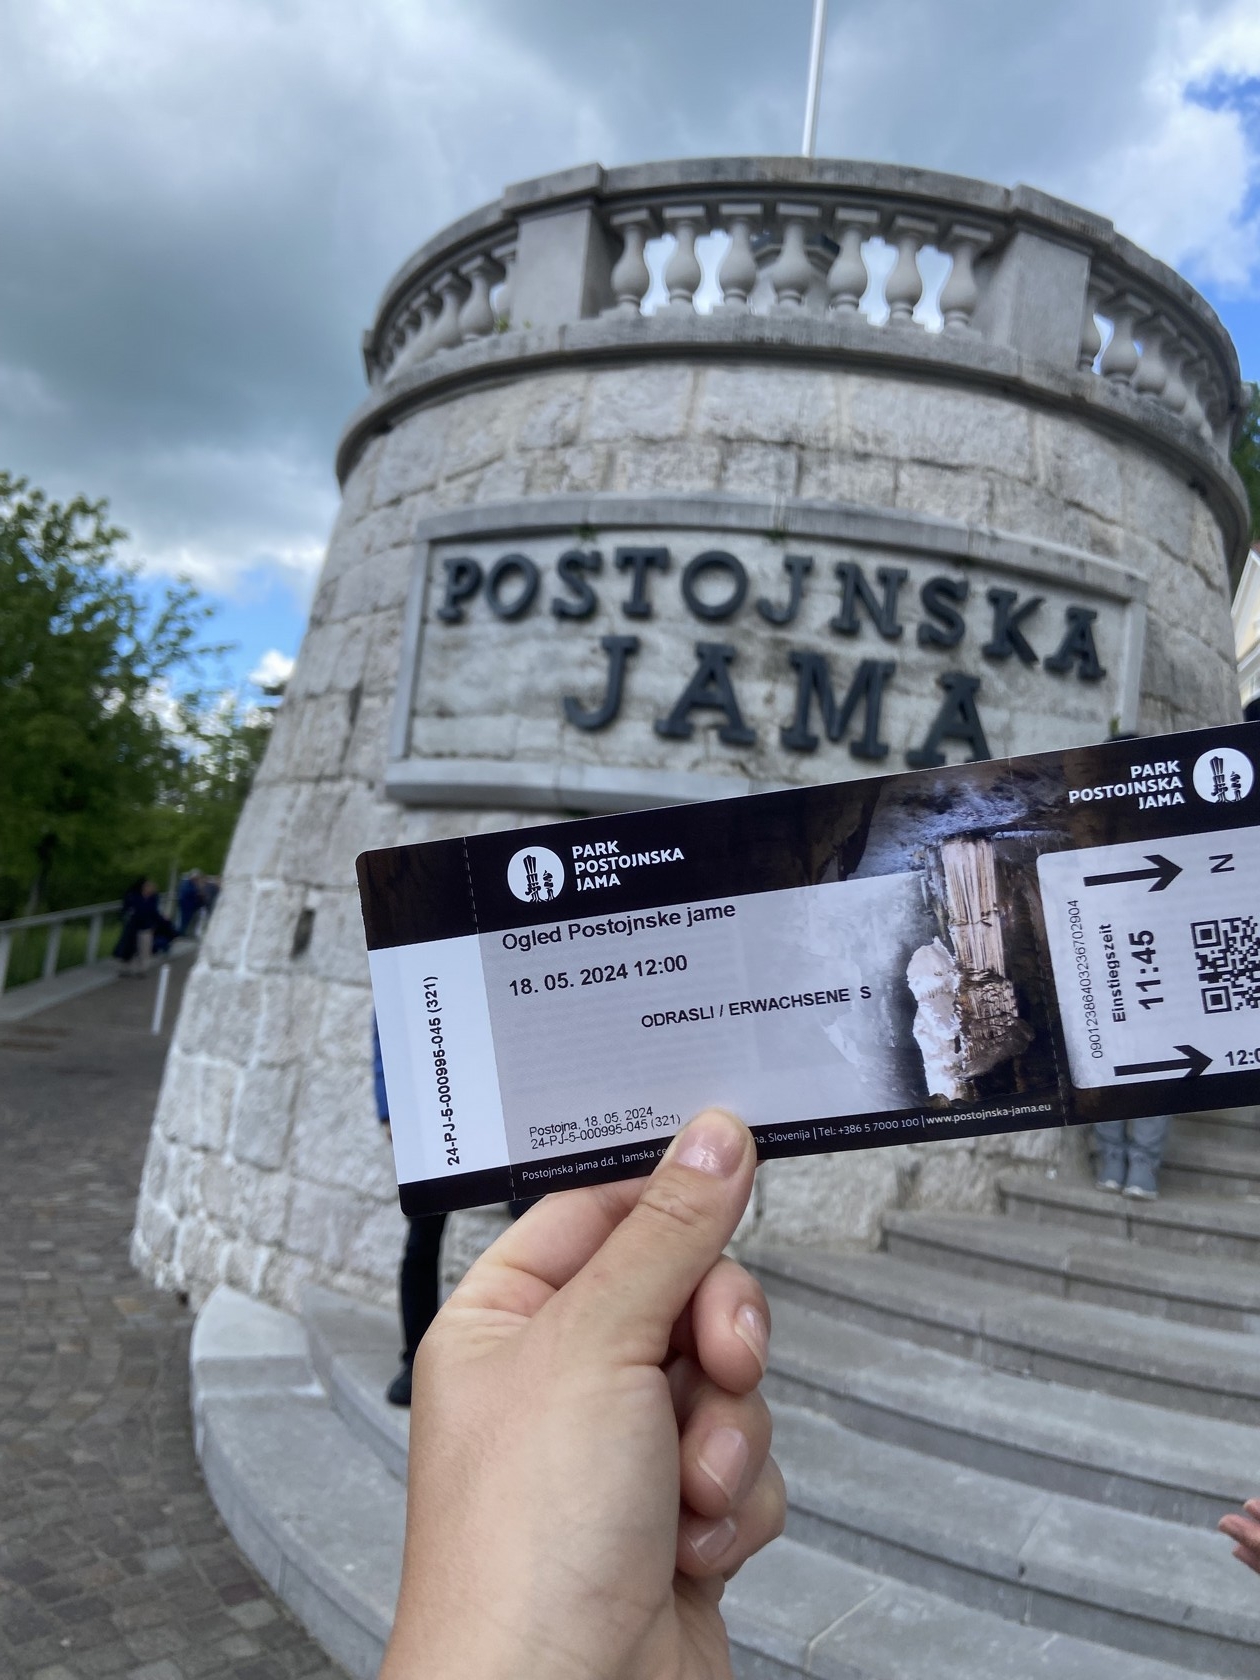 POSTOJNSKA
JAMA
PARK
POSTOJNSKA
JAMA
Ogled Postojnske jame
18. 05. 2024 12:00
ODRASLI / ERWACHSENE S
Postojna, 18. 05. 2024
24-PJ-5-000995-045 (321)
Postojnska jama d.d., Jamska Slovenija | Tel: +386 5 7000 100 | www.postojnska-jama.eu
24-PJ-5-000995-045 (321)
PARK
POSTOJNSKA
JAMA
09012386403236702904
Einstiegszeit
11:45
N